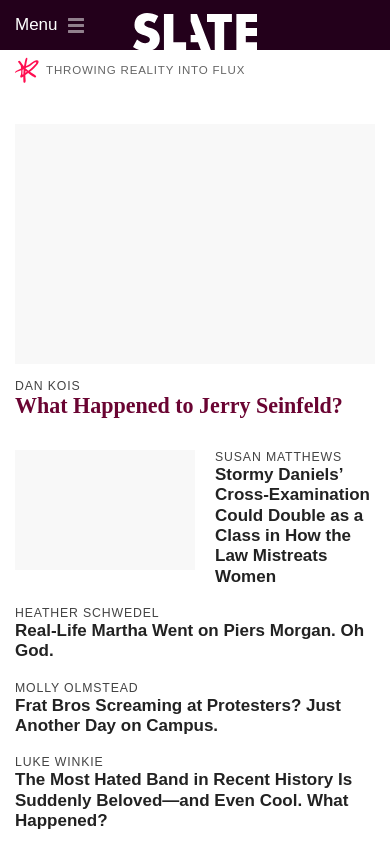 Menu
SLATE
THROWING REALITY INTO FLUX
DAN KOIS
What Happened to Jerry Seinfeld?
SUSAN MATTHEWS
Stormy Daniels’
Cross-Examination
Could Double as a
Class in How the
Law Mistreats
Women
HEATHER SCHWEDEL
Real-Life Martha Went on Piers Morgan. Oh
God.
MOLLY OLMSTEAD
Frat Bros Screaming at Protesters? Just
Another Day on Campus.
LUKE WINKIE
The Most Hated Band in Recent History Is
Suddenly Beloved—and Even Cool. What
Happened?